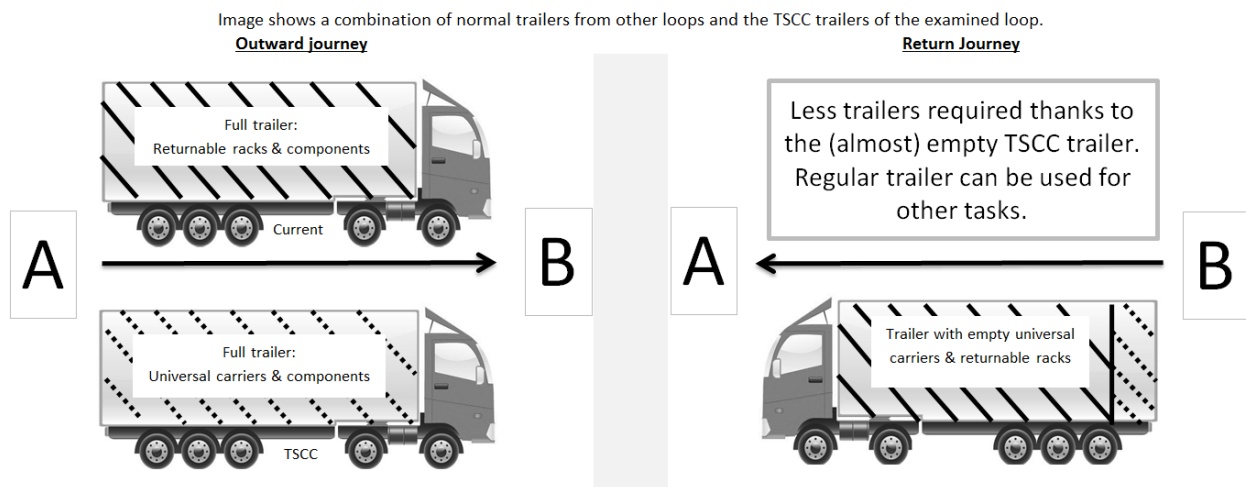 Image shows a combination of normal trailers from other loops and the TSCC trailers of the examined loop.
Outward journey
Full trailer:
Returnable racks & components
Current
A
B
Full trailer:
Universal carriers & components
TSCC
Return Journey
Less trailers required thanks to
the (almost) empty TSCC trailer.
Regular trailer can be used for
other tasks.
A
B
Trailer with empty universal
carriers & returnable racks